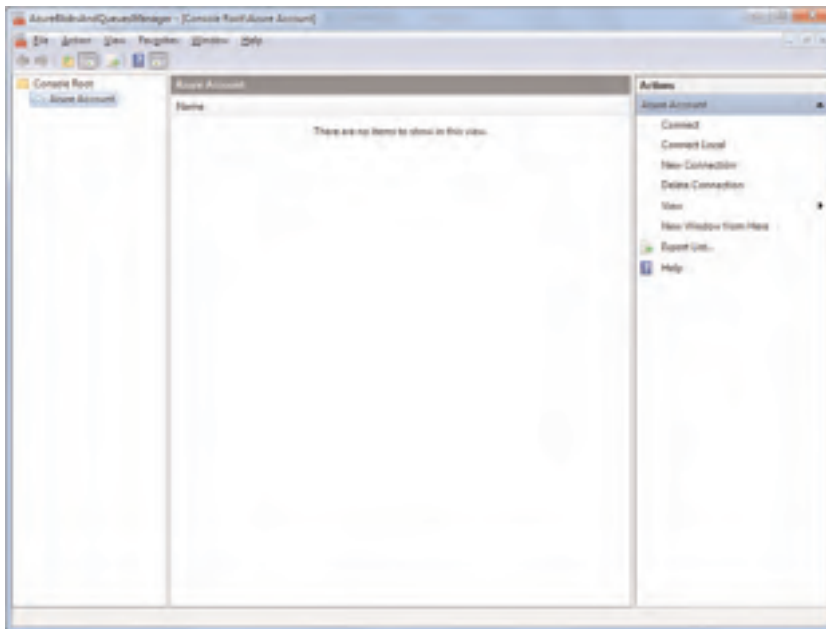 AzureBlobsAndQueuesManager - [Console Root\Azure Account]
File Action View Favorites Window Help
Console Root
Azure Account
Azure Account
Name
There are no items to show in this view.
Actions
Azure Account
Connect
Connect Local
New Connection
Delete Connection
View
New Window from Here
Export List...
Help